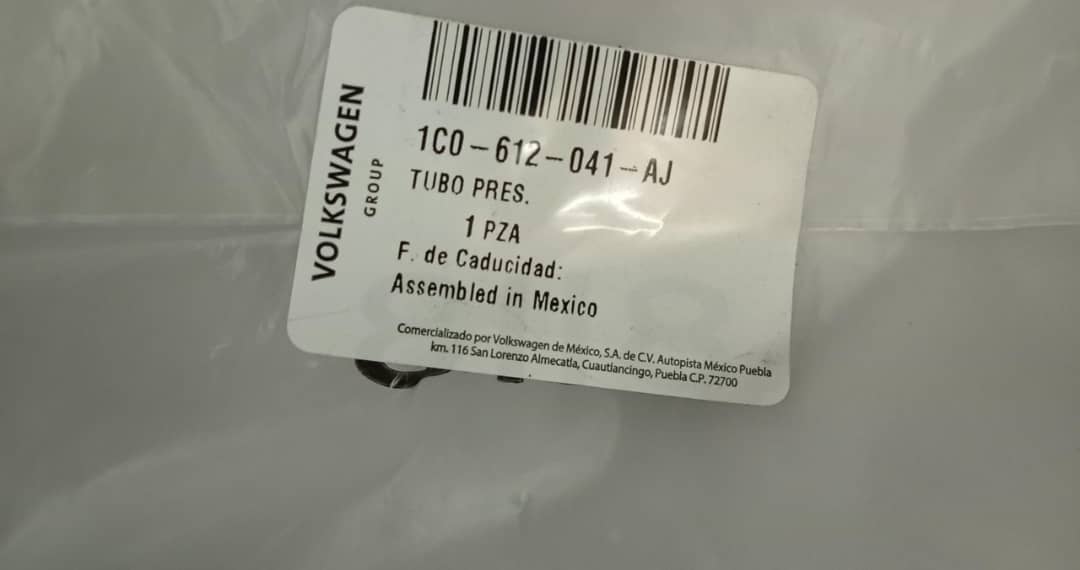 VOLKSWAGEN
GROUP
1C0-612-041-AJ
TUBO PRES.
1 PZA
F. de Caducidad:
Assembled in Mexico
Comercializado por Volkswagen de México, S.A. de C.V. Autopista México Puebla
km. 116 San Lorenzo Almecatla, Cuautlancingo, Puebla C.P. 72700